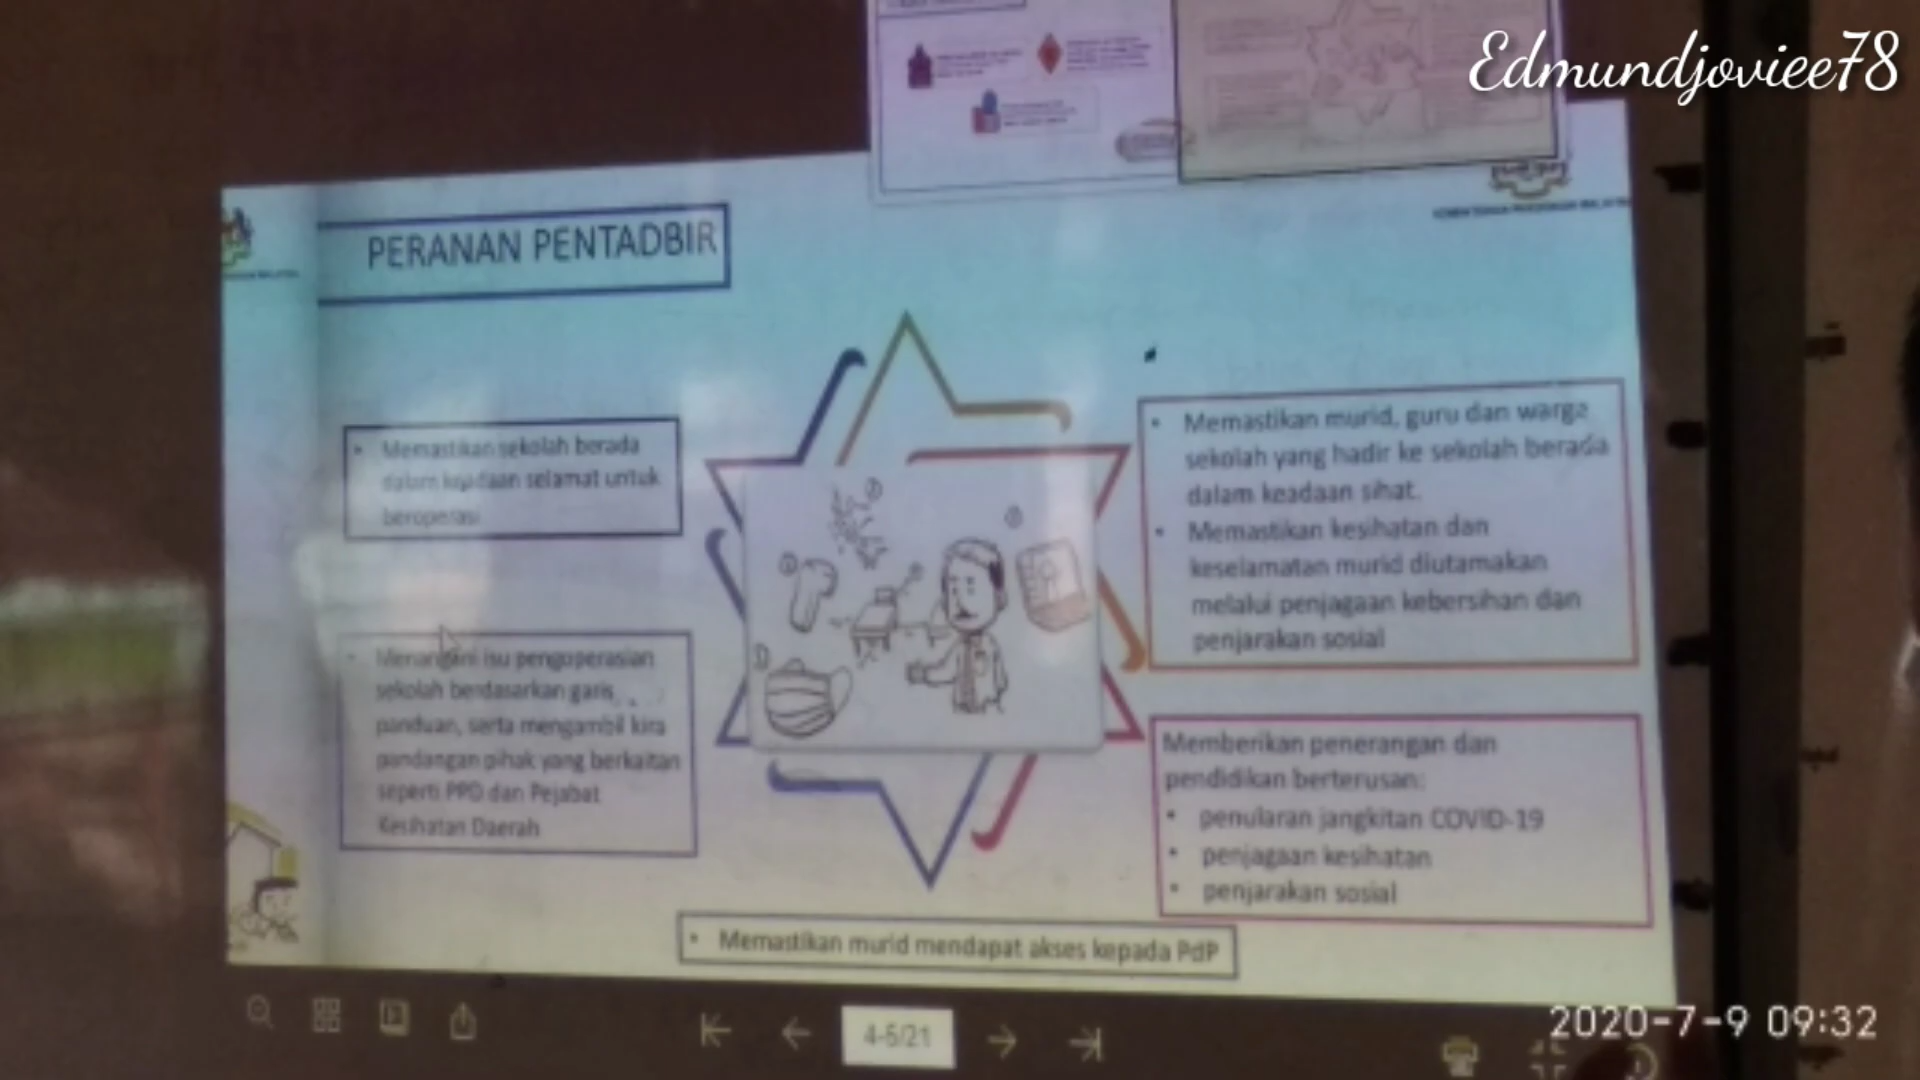 Edmundjoviee78
PERANAN PENTADBIR
• Memastikan sekolah berada
dalam keadaan selamat untuk
beroperasi
• Menangani isu pengoperasian
sekolah berdasarkan garis
panduan, serta mengambil kira
pandangan pihak yang berkaitan
seperti PPD dan Pejabat
Kesihatan Daerah
• Memastikan murid, guru dan warga
sekolah yang hadir ke sekolah berada
dalam keadaan sihat.
• Memastikan kesihatan dan
keselamatan murid diutamakan
melalui penjagaan kebersihan dan
penjarakan sosial
Memberikan penerangan dan
pendidikan berterusan:
• penularan jangkitan COVID-19
• penjagaan kesihatan
• penjarakan sosial
• Memastikan murid mendapat akses kepada PdP
4-5/21
2020-7-9 09:32